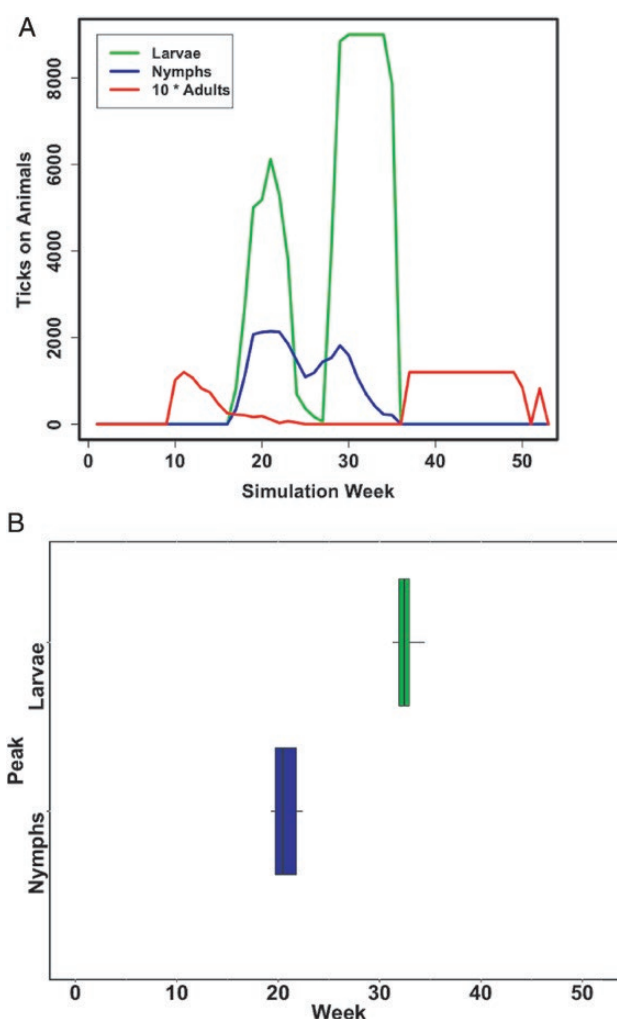 A
Larvae
Nymphs
10 * Adults
Ticks on Animals
8000
6000
4000
2000
0
0 10 20 30 40 50
Simulation Week
B
Peak
Larvae
Nymphs
0 10 20 30 40 50
Week